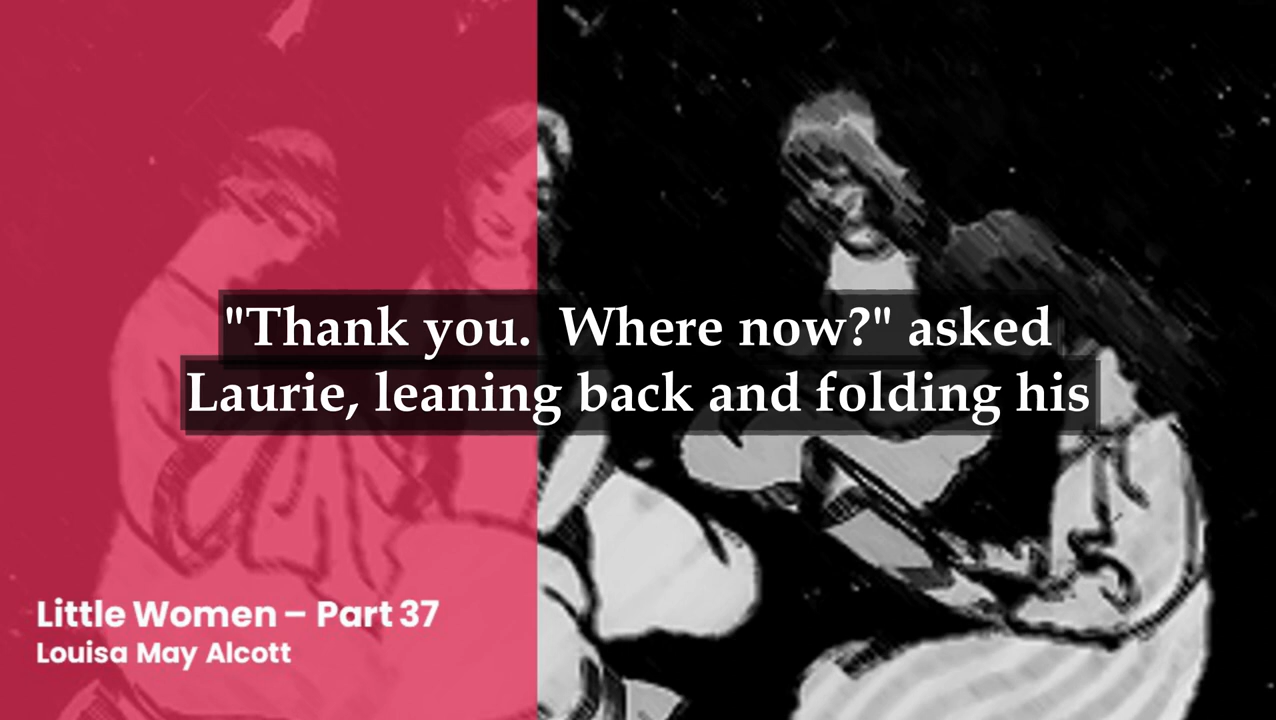 "Thank you.  Where now?" asked
Laurie, leaning back and folding his
Little Women – Part 37
Louisa May Alcott